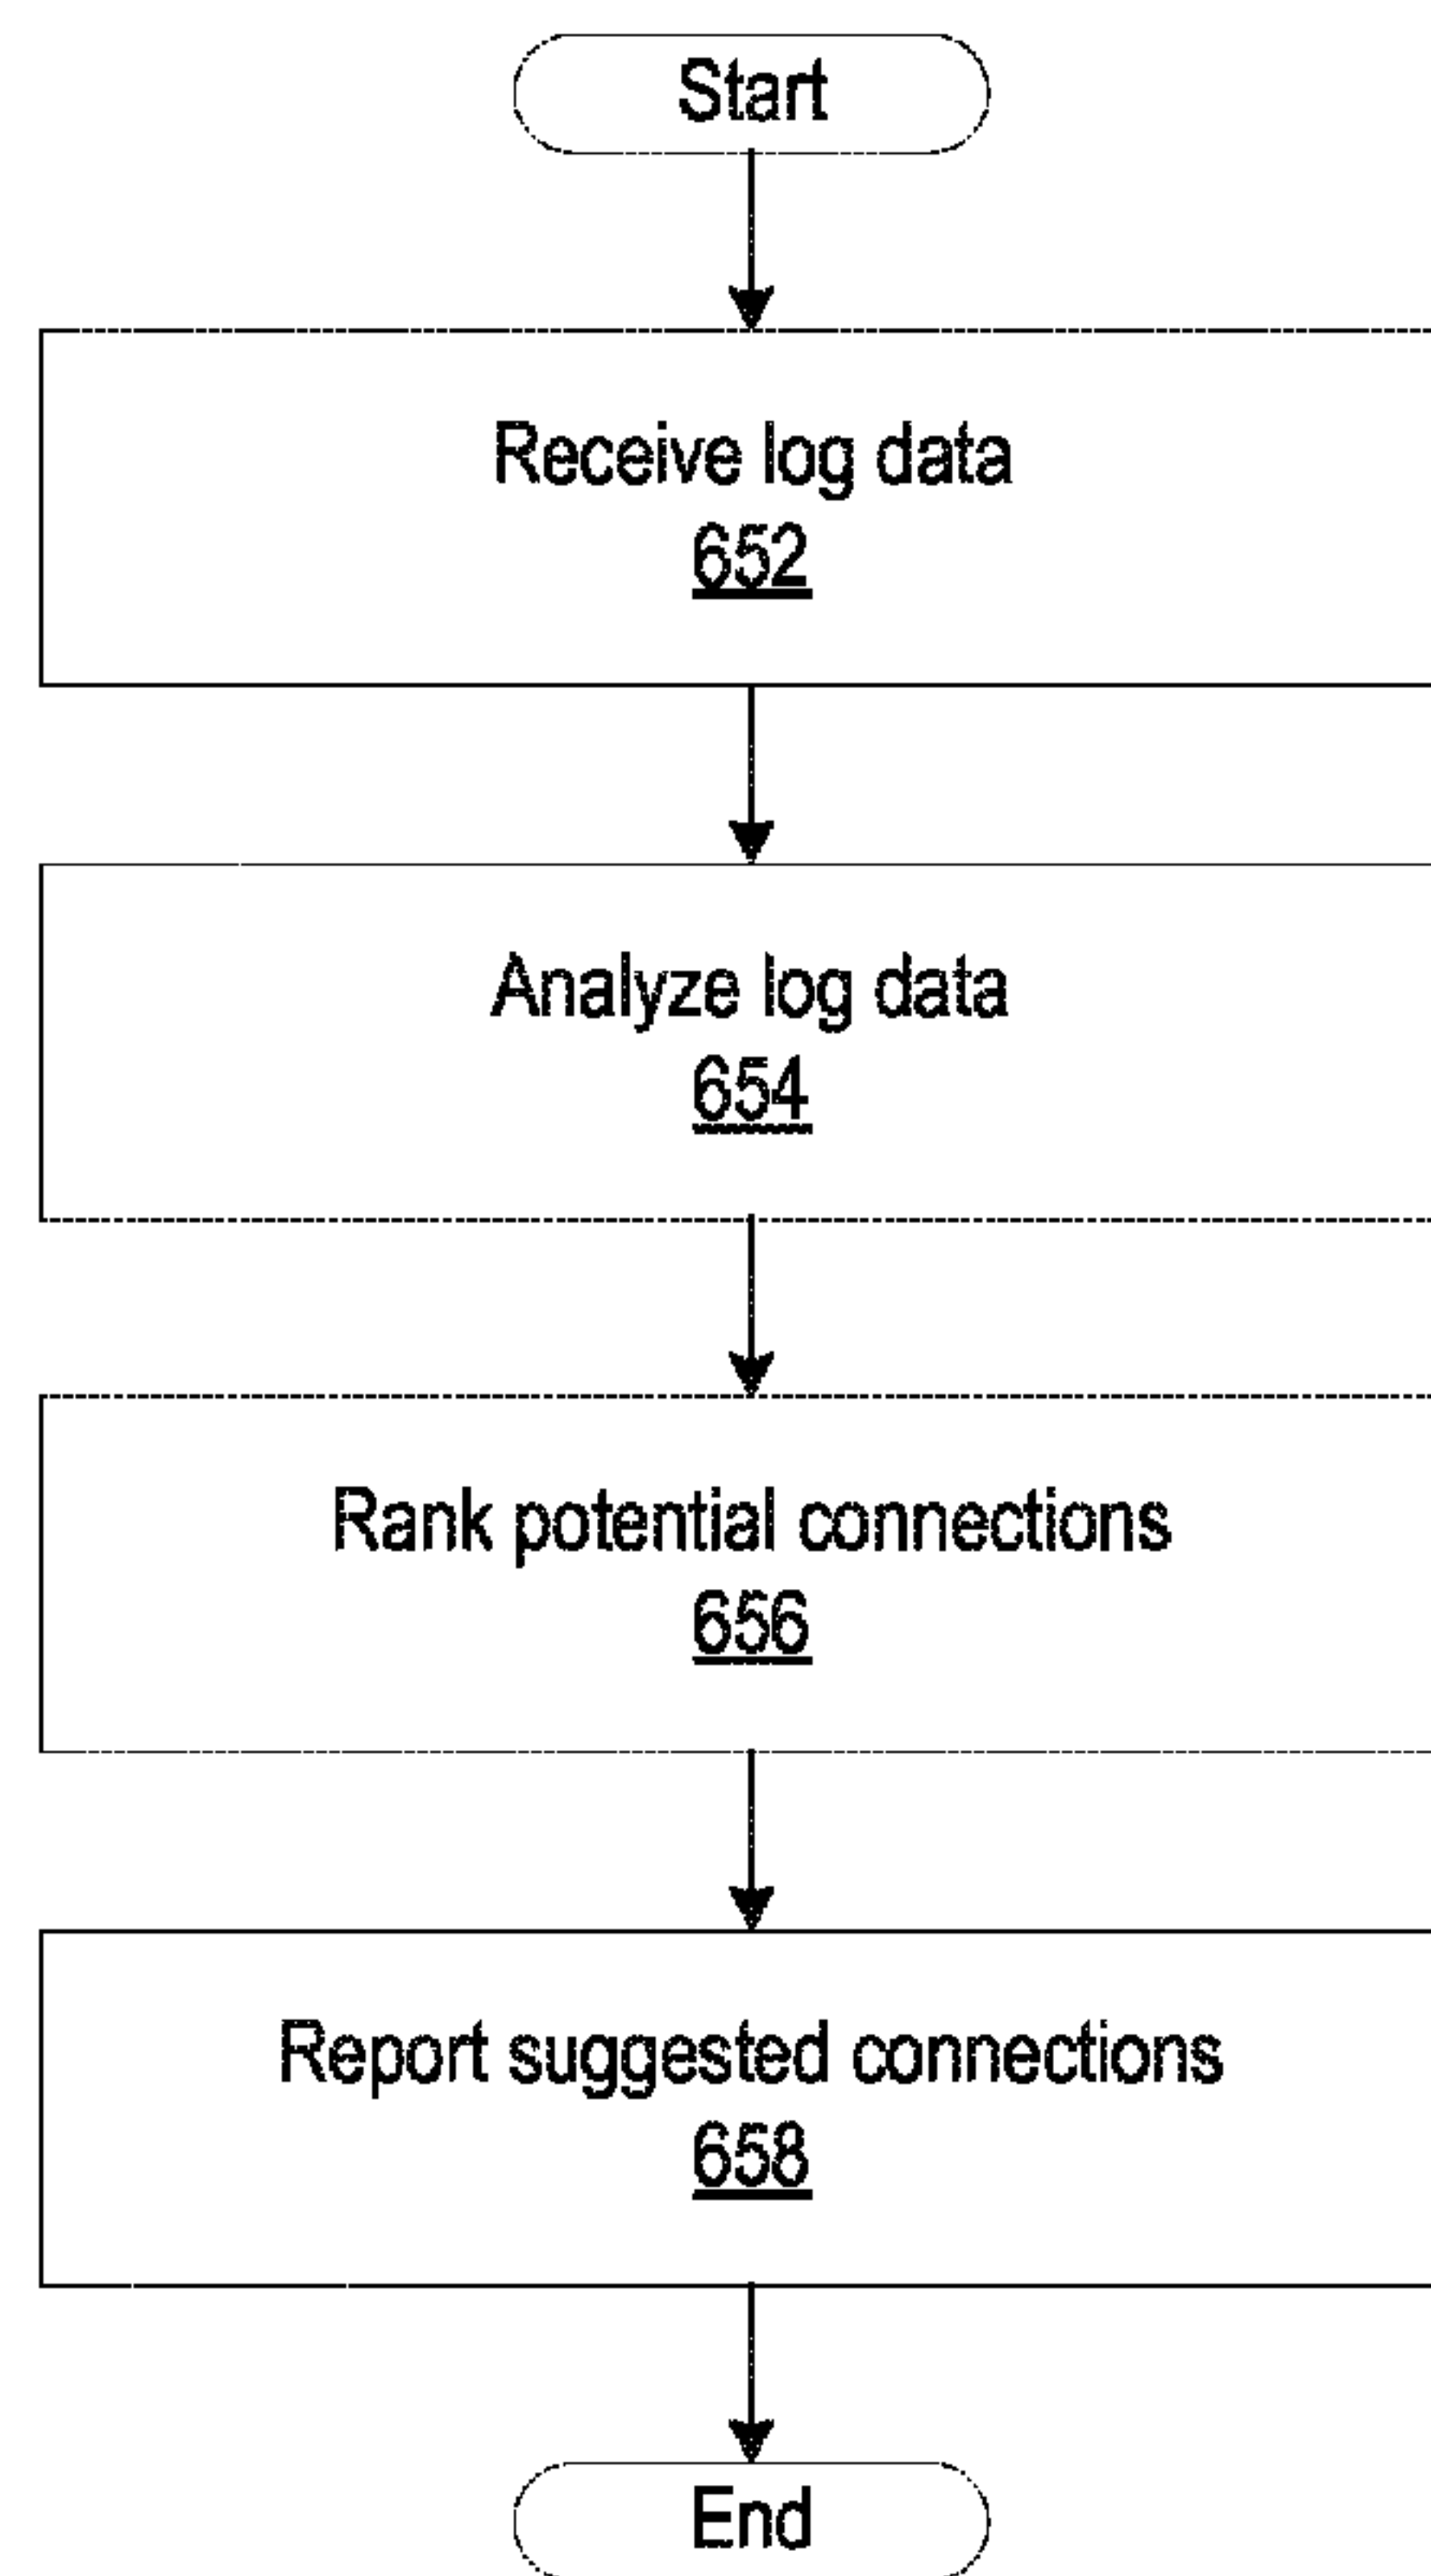 Start
Receive log data
652
Analyze log data
654
Rank potential connections
656
Report suggested connections
658
End